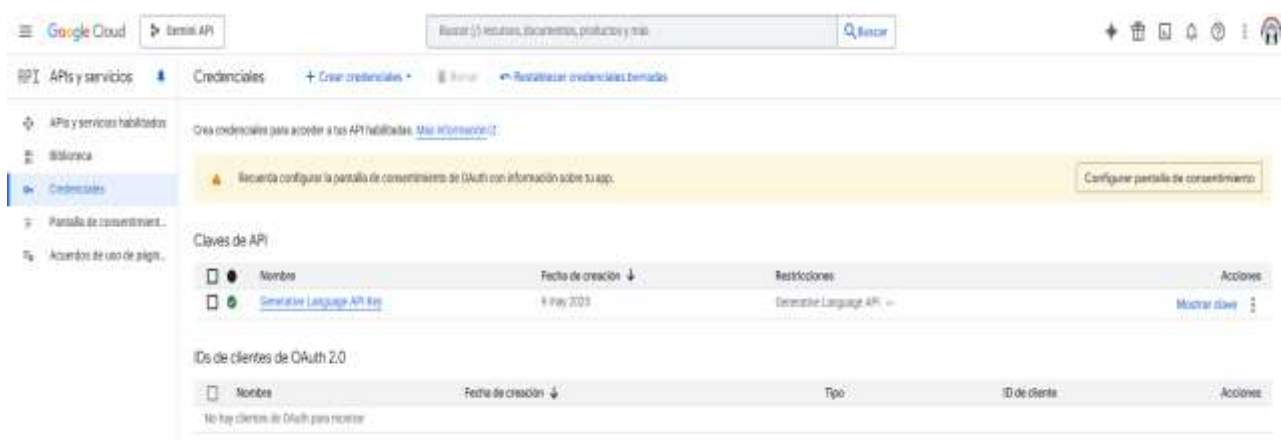 Google Cloud
Gemini API
Buscar (/) recursos, documentos, productos y más
Buscar
API APIs y servicios
Credenciales
+ Crear credenciales
Borrar
Restablecer credenciales borradas
APIs y servicios habilitados
Biblioteca
Credenciales
Pantalla de consentimient...
Acuerdos de uso de págin...
Crea credenciales para acceder a tus API habilitadas. Más información
Recuerda configurar la pantalla de consentimiento de OAuth con información sobre tu app.
Configurar pantalla de consentimiento
Claves de API
Nombre Fecha de creación Restricciones Acciones
Generative Language API Key 9 may 2025 Generative Language API Mostrar clave
IDs de clientes de OAuth 2.0
Nombre Fecha de creación Tipo ID de cliente Acciones
No hay clientes de OAuth para mostrar